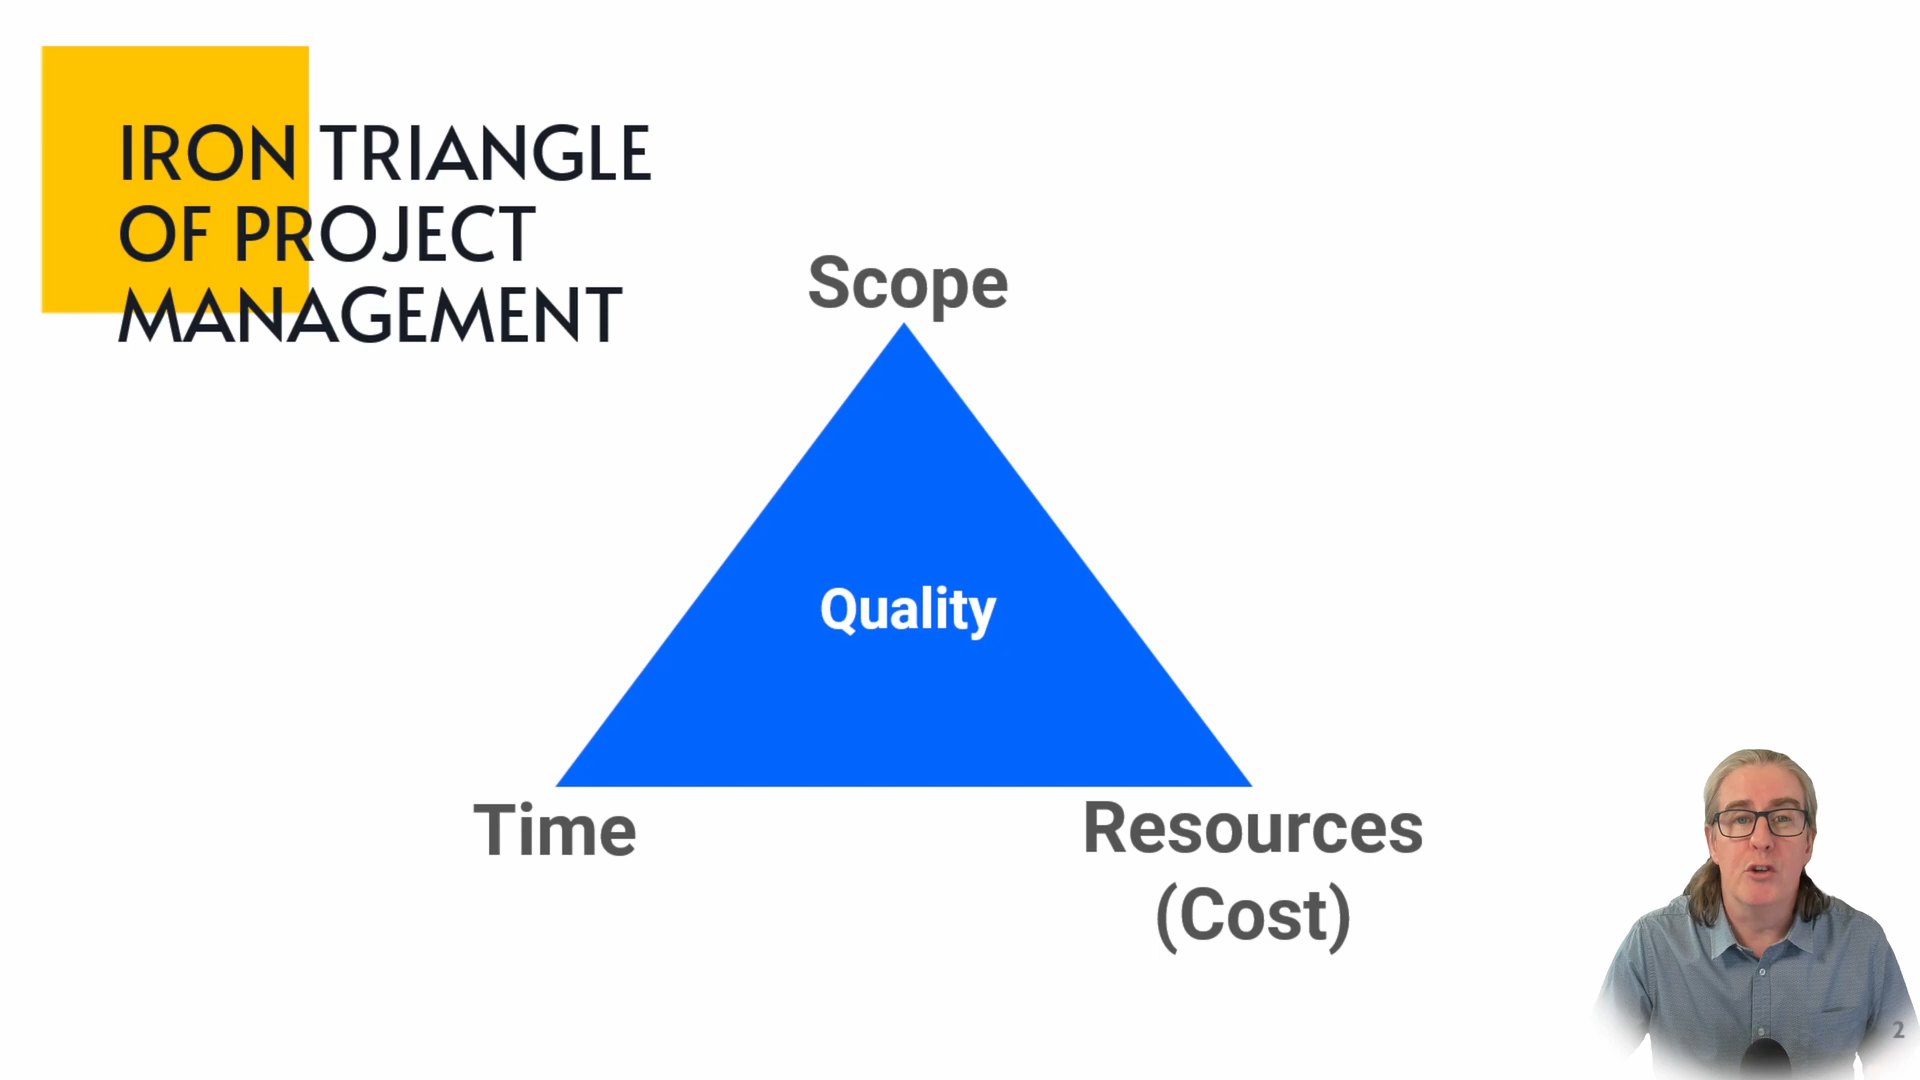 IRON TRIANGLE
OF PROJECT
MANAGEMENT
Scope
Quality
Time
Resources
(Cost)
2